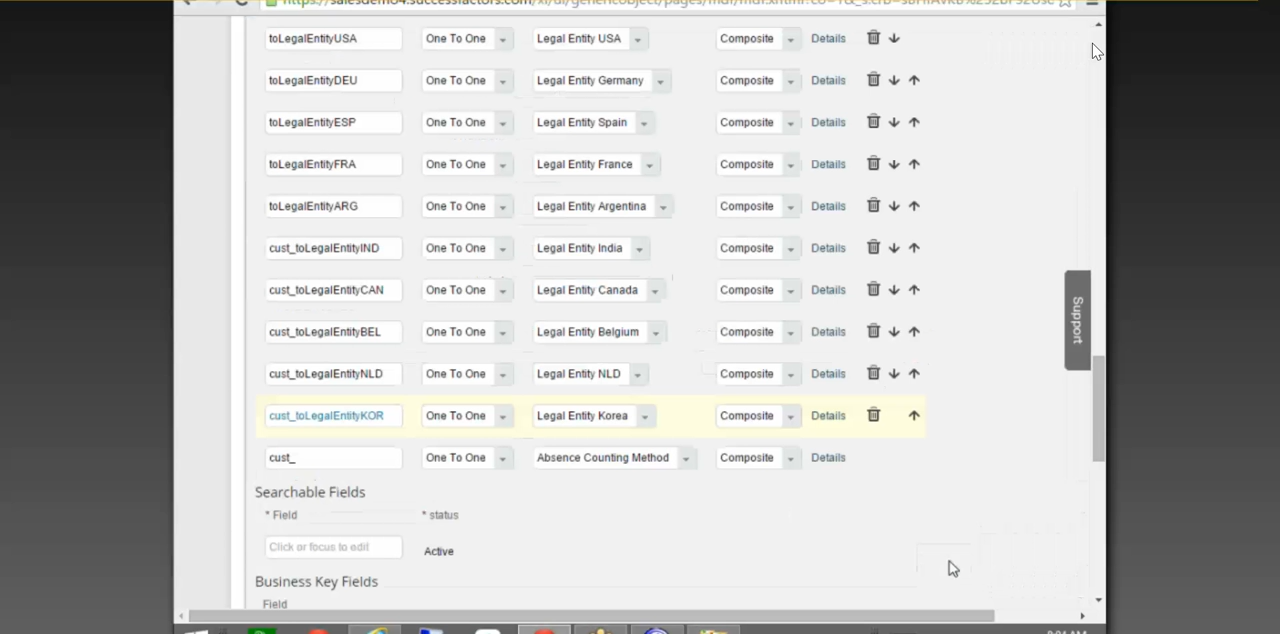 toLegalEntityUSA One To One Legal Entity USA Composite Details
toLegalEntityDEU One To One Legal Entity Germany Composite Details
toLegalEntityESP One To One Legal Entity Spain Composite Details
toLegalEntityFRA One To One Legal Entity France Composite Details
toLegalEntityARG One To One Legal Entity Argentina Composite Details
cust_toLegalEntityIND One To One Legal Entity India Composite Details
cust_toLegalEntityCAN One To One Legal Entity Canada Composite Details
cust_toLegalEntityBEL One To One Legal Entity Belgium Composite Details
cust_toLegalEntityNLD One To One Legal Entity NLD Composite Details
cust_toLegalEntityKOR One To One Legal Entity Korea Composite Details
cust_ One To One Absence Counting Method Composite Details
Searchable Fields
* Field * status
Click or focus to edit Active
Business Key Fields
Field
Support